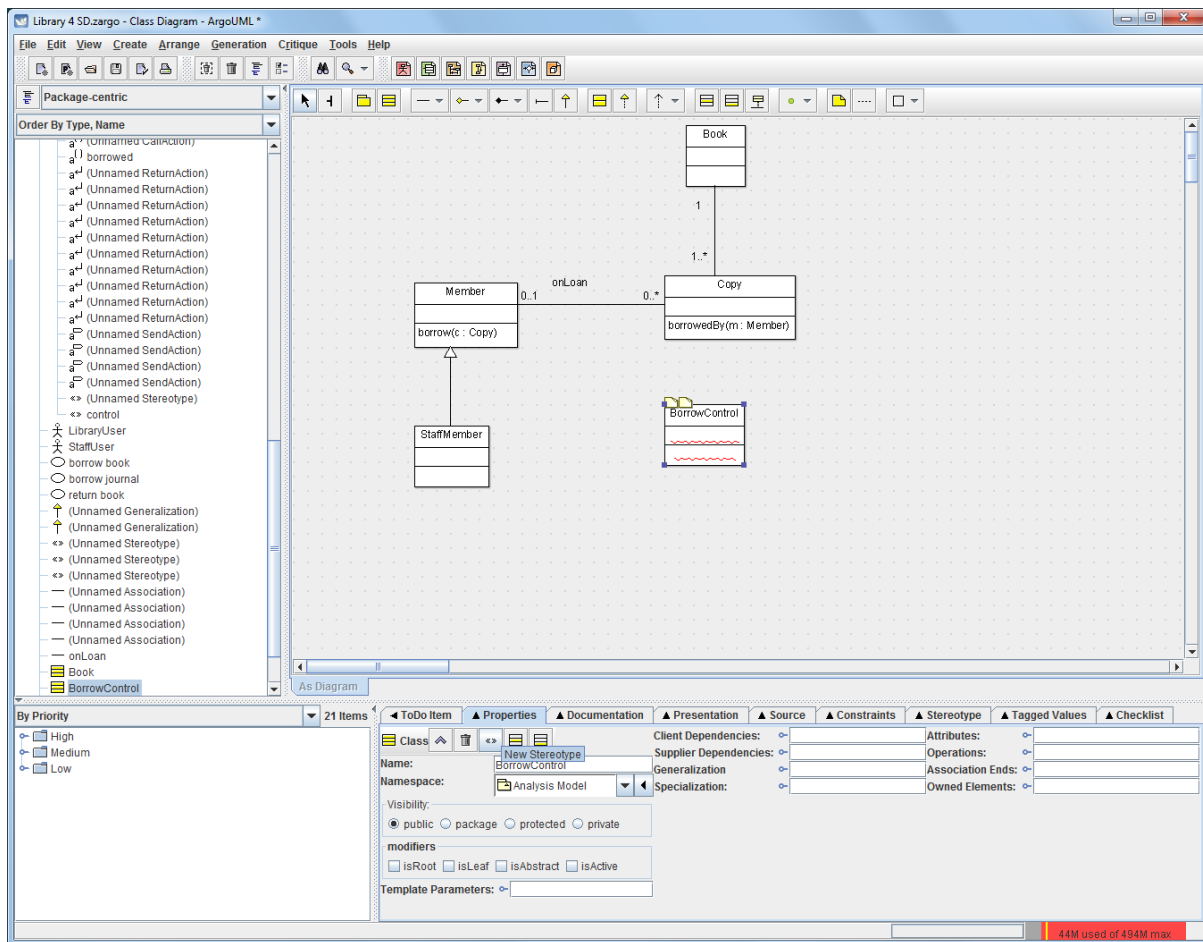 Library 4 SD.zargo - Class Diagram - ArgoUML *
File Edit View Create Arrange Generation Critique Tools Help
Package-centric
Order By Type, Name
a (Unnamed CallAction)
a() borrowed
a (Unnamed ReturnAction)
a (Unnamed ReturnAction)
a (Unnamed ReturnAction)
a (Unnamed ReturnAction)
a (Unnamed ReturnAction)
a (Unnamed ReturnAction)
a (Unnamed ReturnAction)
a (Unnamed ReturnAction)
a (Unnamed ReturnAction)
a (Unnamed ReturnAction)
a (Unnamed SendAction)
a (Unnamed SendAction)
a (Unnamed SendAction)
a (Unnamed SendAction)
«» (Unnamed Stereotype)
«» control
LibraryUser
StaffUser
borrow book
borrow journal
return book
(Unnamed Generalization)
(Unnamed Generalization)
«» (Unnamed Stereotype)
«» (Unnamed Stereotype)
«» (Unnamed Stereotype)
(Unnamed Association)
(Unnamed Association)
(Unnamed Association)
(Unnamed Association)
onLoan
Book
BorrowControl
Book
1
1..*
Member
0..1
onLoan
0..*
Copy
borrow(c : Copy)
borrowedBy(m : Member)
StaffMember
BorrowControl
As Diagram
By Priority 21 Items
High
Medium
Low
ToDo Item Properties Documentation Presentation Source Constraints Stereotype Tagged Values Checklist
Class «»
New Stereotype
Name: BorrowControl
Namespace: Analysis Model
Visibility:
public package protected private
modifiers
isRoot isLeaf isAbstract isActive
Template Parameters:
Client Dependencies:
Supplier Dependencies:
Generalization
Specialization:
Attributes:
Operations:
Association Ends:
Owned Elements:
44M used of 494M max